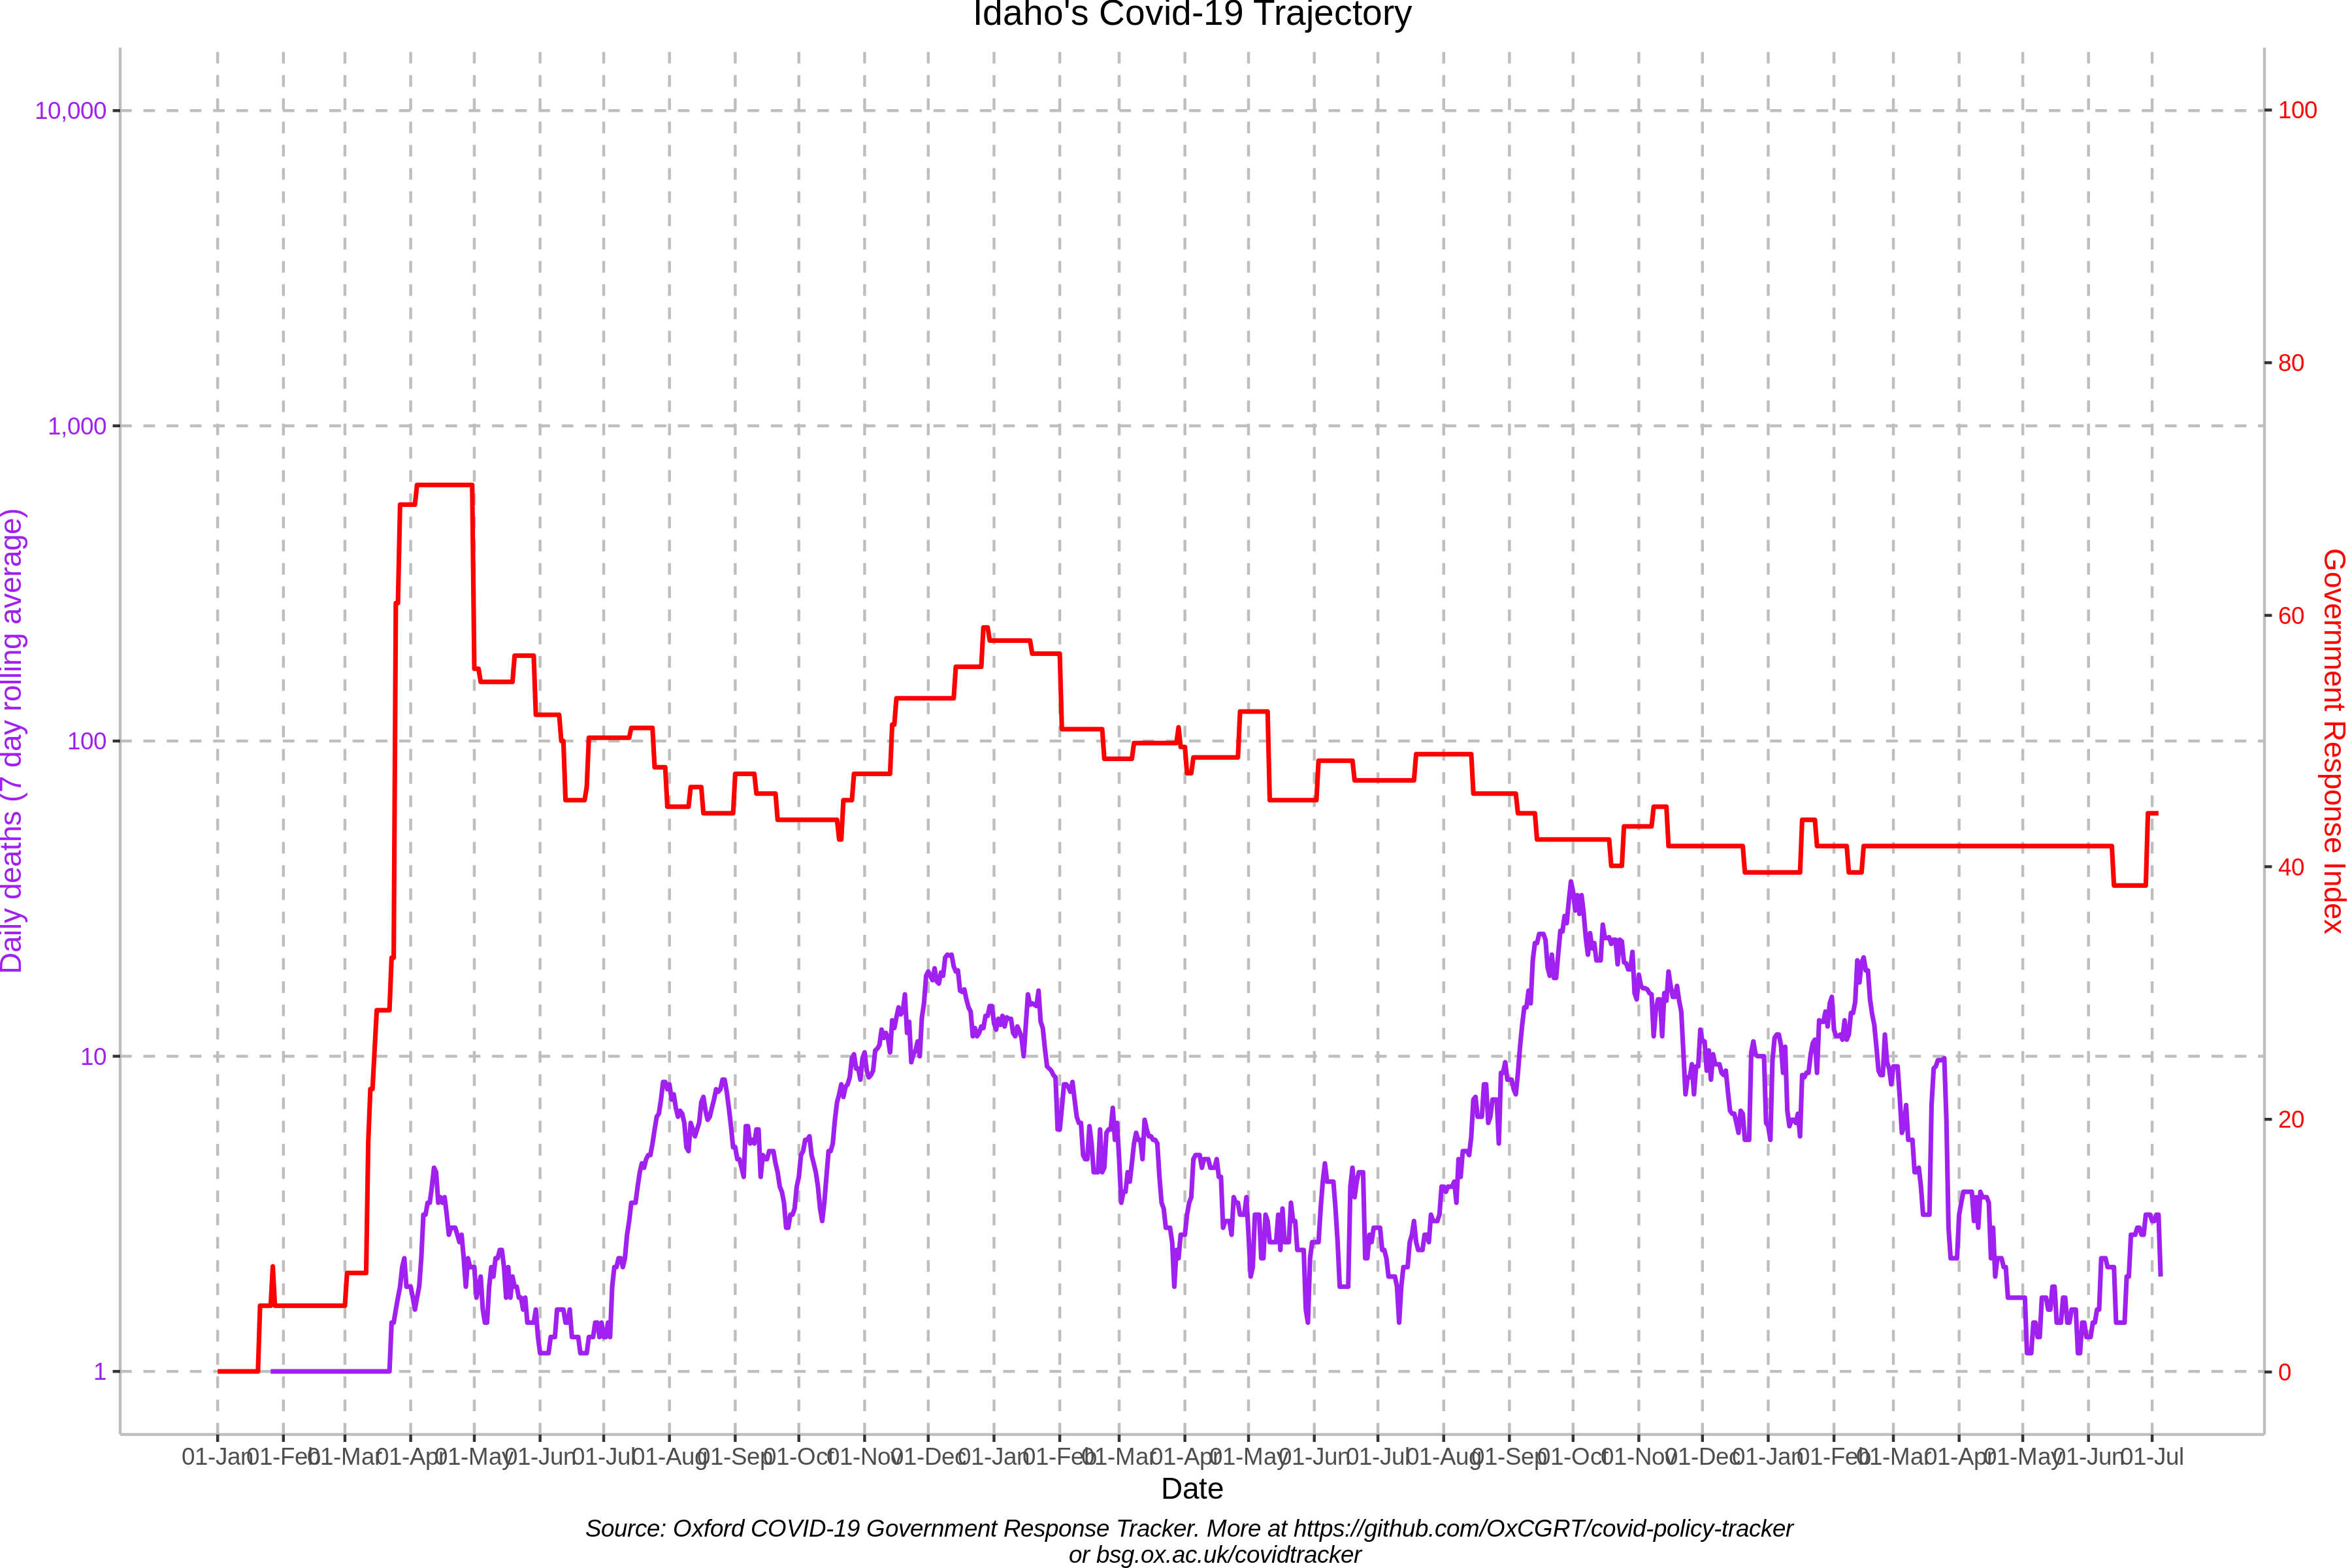 Idaho's Covid-19 Trajectory
10,000
1,000
100
10
1
Daily deaths (7 day rolling average)
100
80
60
40
20
0
Government Response Index
01-Jan
01-Feb
01-Mar
01-Apr
01-May
01-Jun
01-Jul
01-Aug
01-Sep
01-Oct
01-Nov
01-Dec
01-Jan
01-Feb
01-Mar
01-Apr
01-May
01-Jun
01-Jul
01-Aug
01-Sep
01-Oct
01-Nov
01-Dec
01-Jan
01-Feb
01-Mar
01-Apr
01-May
01-Jun
01-Jul
Date
Source: Oxford COVID-19 Government Response Tracker. More at https://github.com/OxCGRT/covid-policy-tracker
or bsg.ox.ac.uk/covidtracker